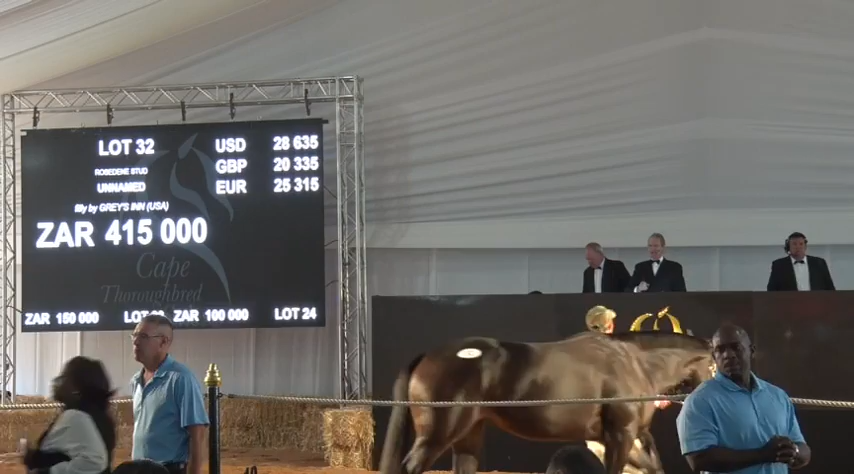 LOT 32 USD 28 635
ROSEDENE STUD GBP 20 335
UNNAMED EUR 25 315
filly by GREY'S INN (USA)
ZAR 415 000
Cape
Thoroughbred
ZAR 150 000 LOT ZAR 100 000 LOT 24